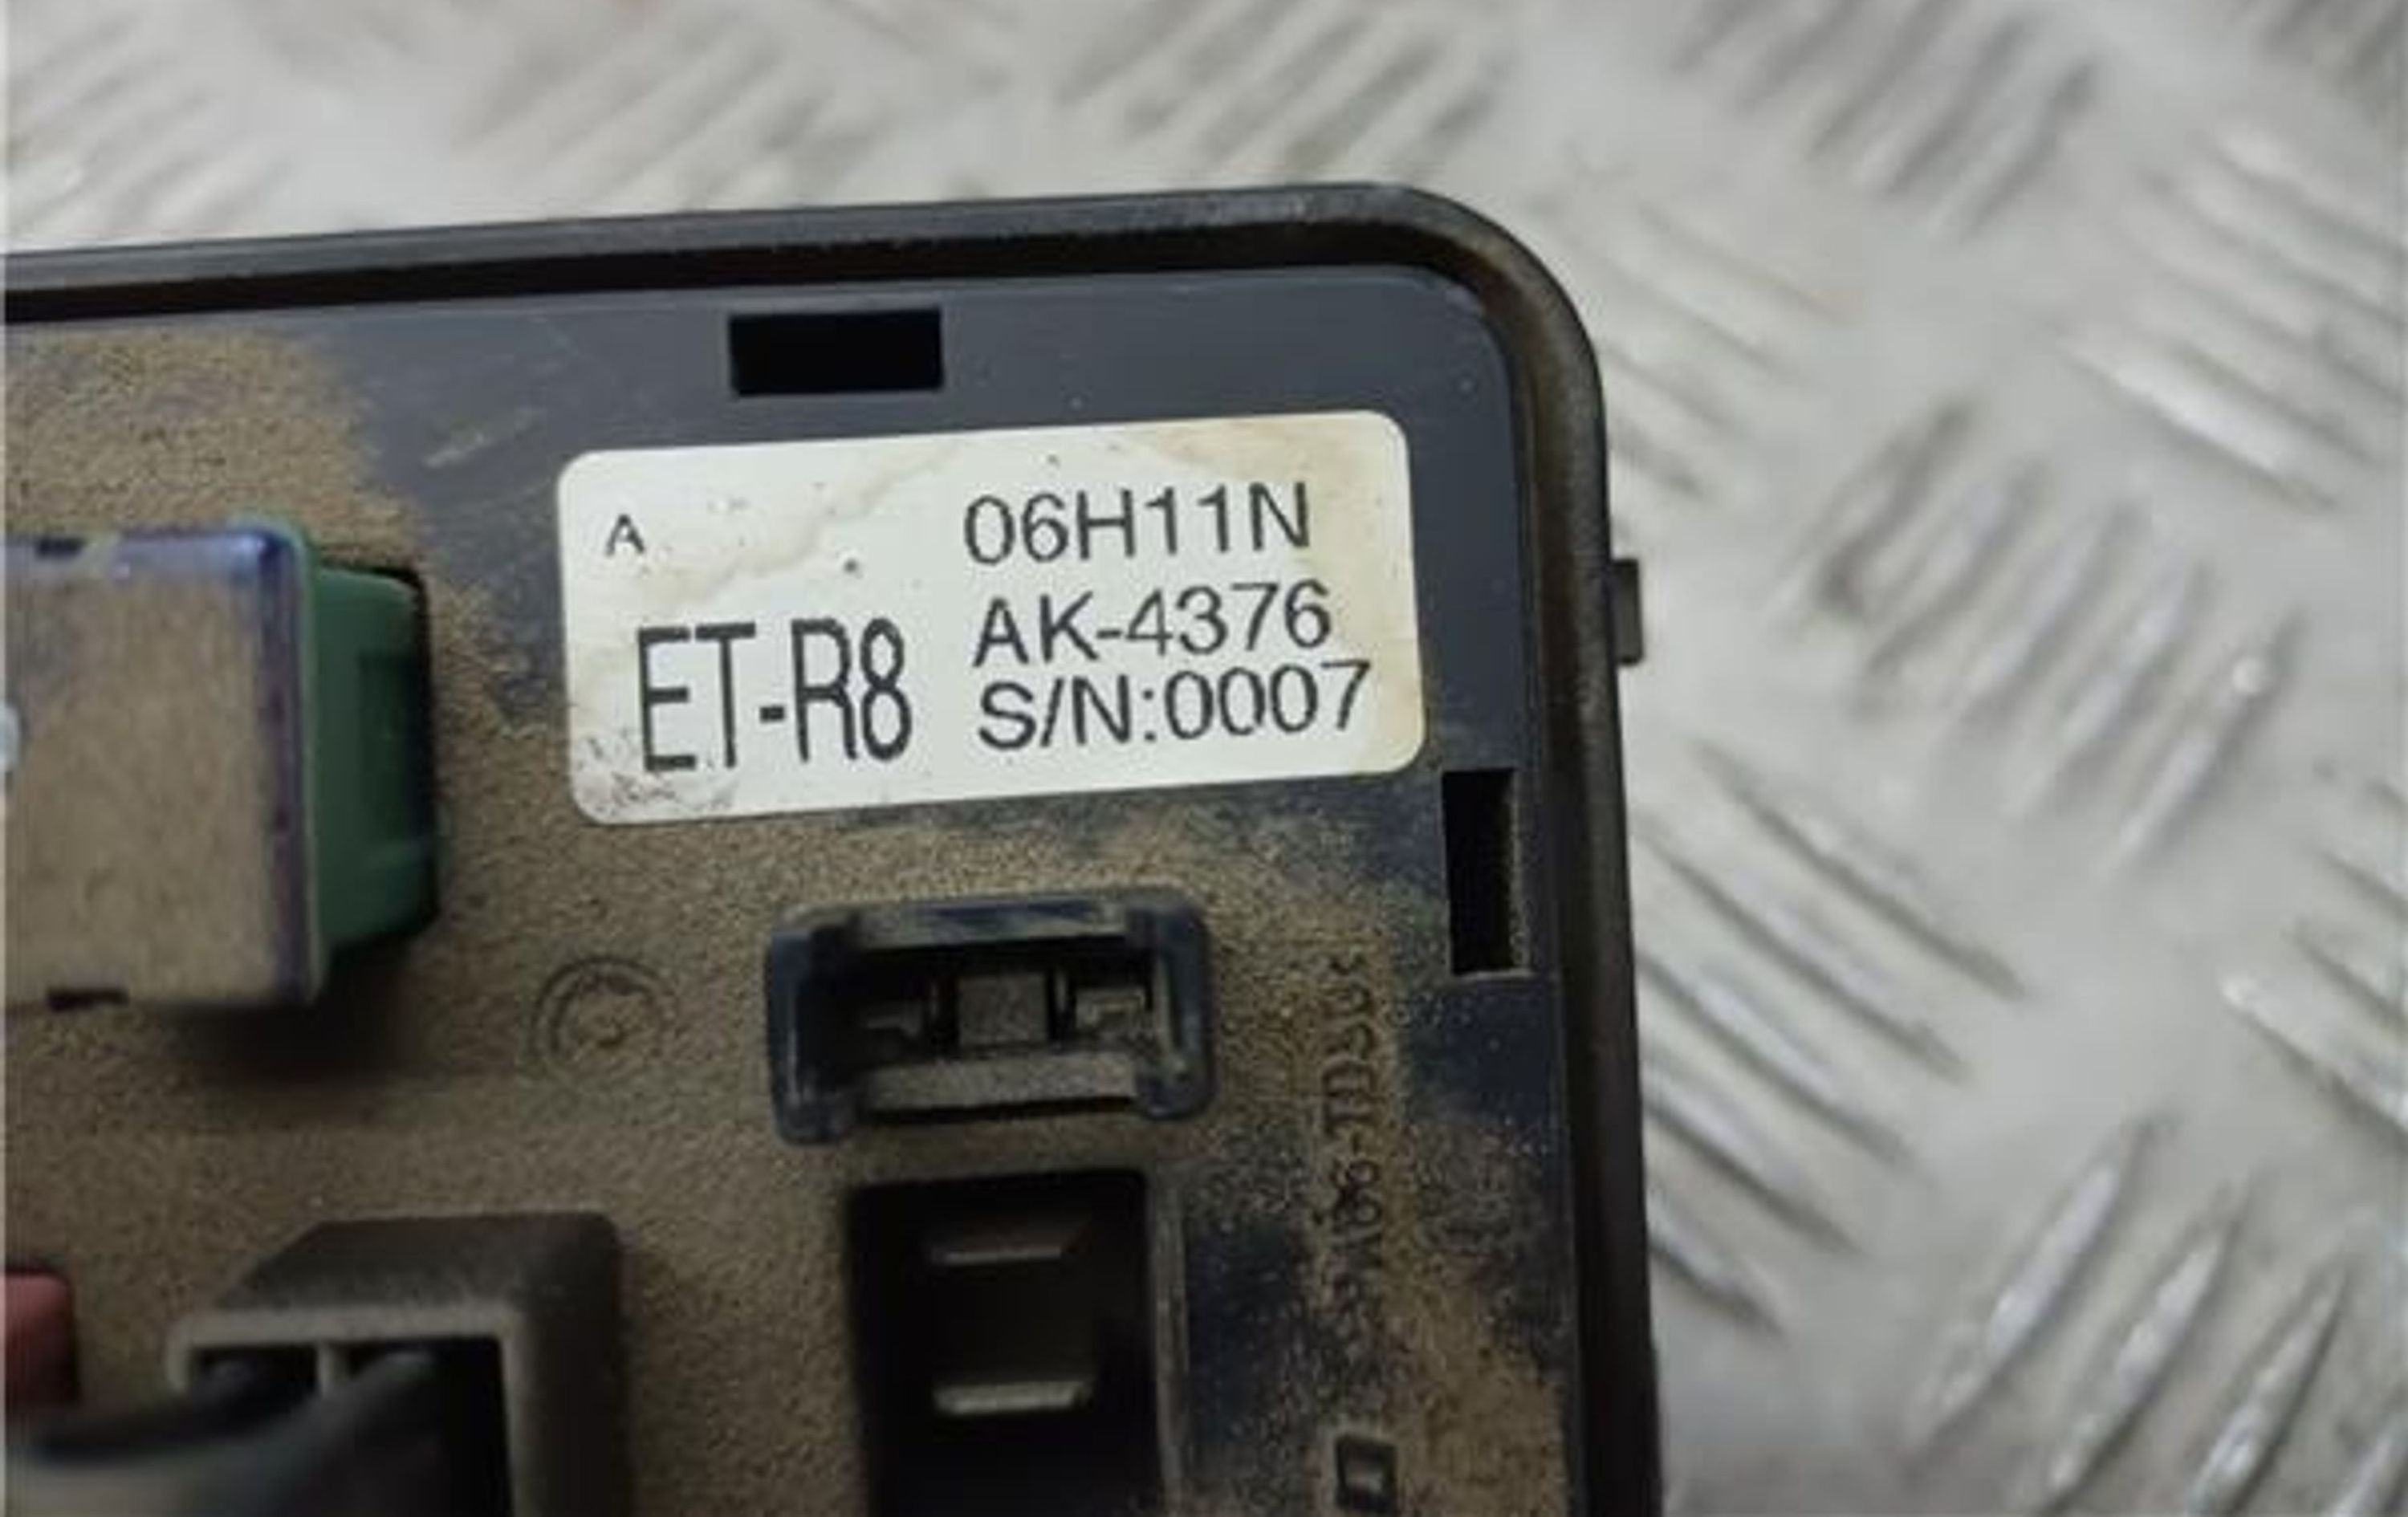 A 06H11N
ET-R8 AK-4376
S/N:0007